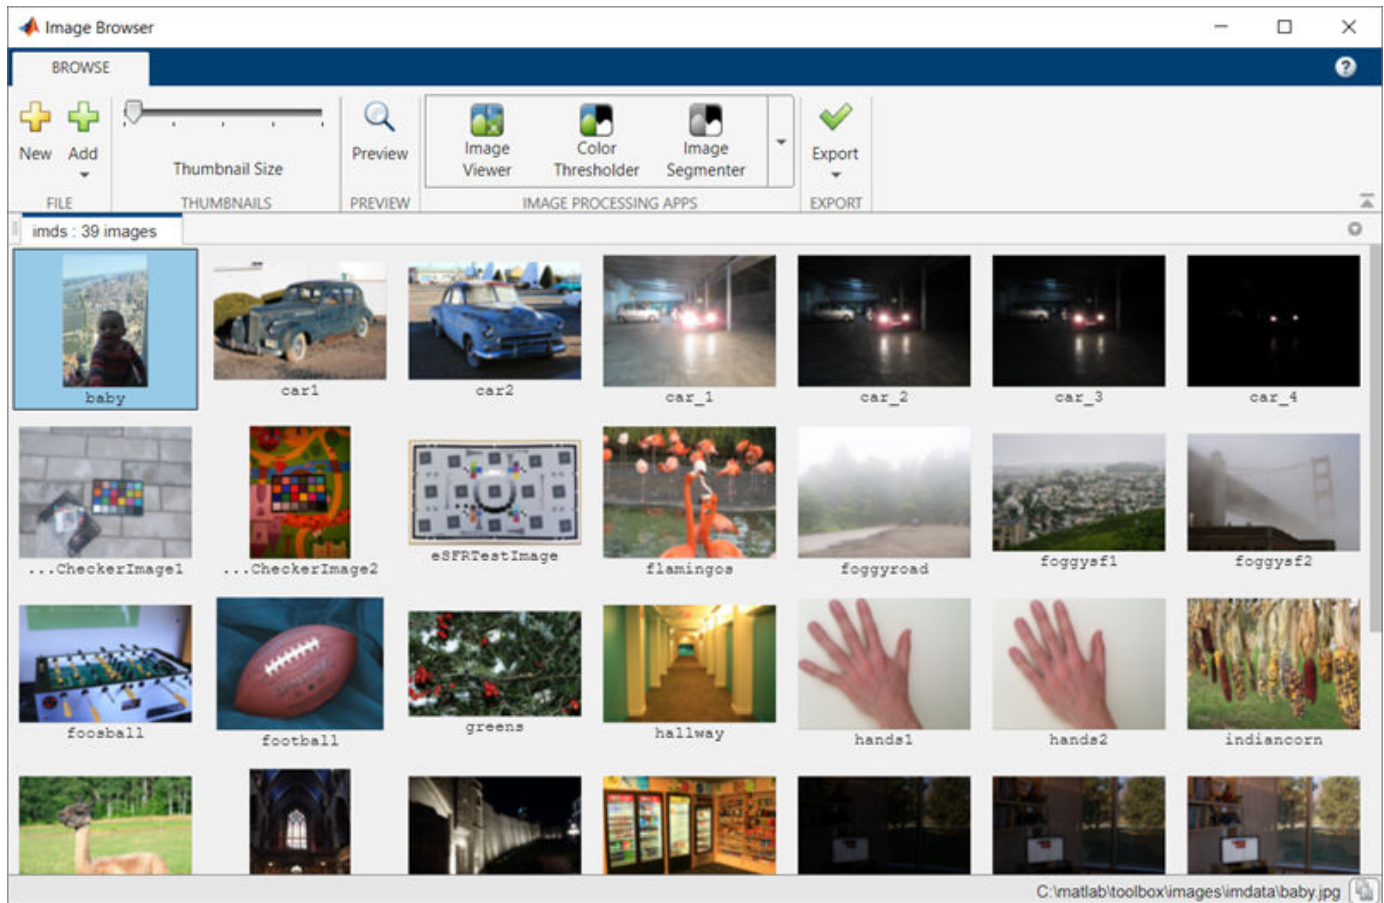 Image Browser
BROWSE
New
Add
Thumbnail Size
Preview
Image Viewer
Color Thresholder
Image Segmenter
Export
FILE
THUMBNAILS
PREVIEW
IMAGE PROCESSING APPS
EXPORT
imds : 39 images
baby
car1
car2
car_1
car_2
car_3
car_4
...CheckerImage1
...CheckerImage2
eSFRTestImage
flamingos
foggyroad
foggysf1
foggysf2
foosball
football
greens
hallway
hands1
hands2
indiancorn
C:\matlab\toolbox\images\imdata\baby.jpg